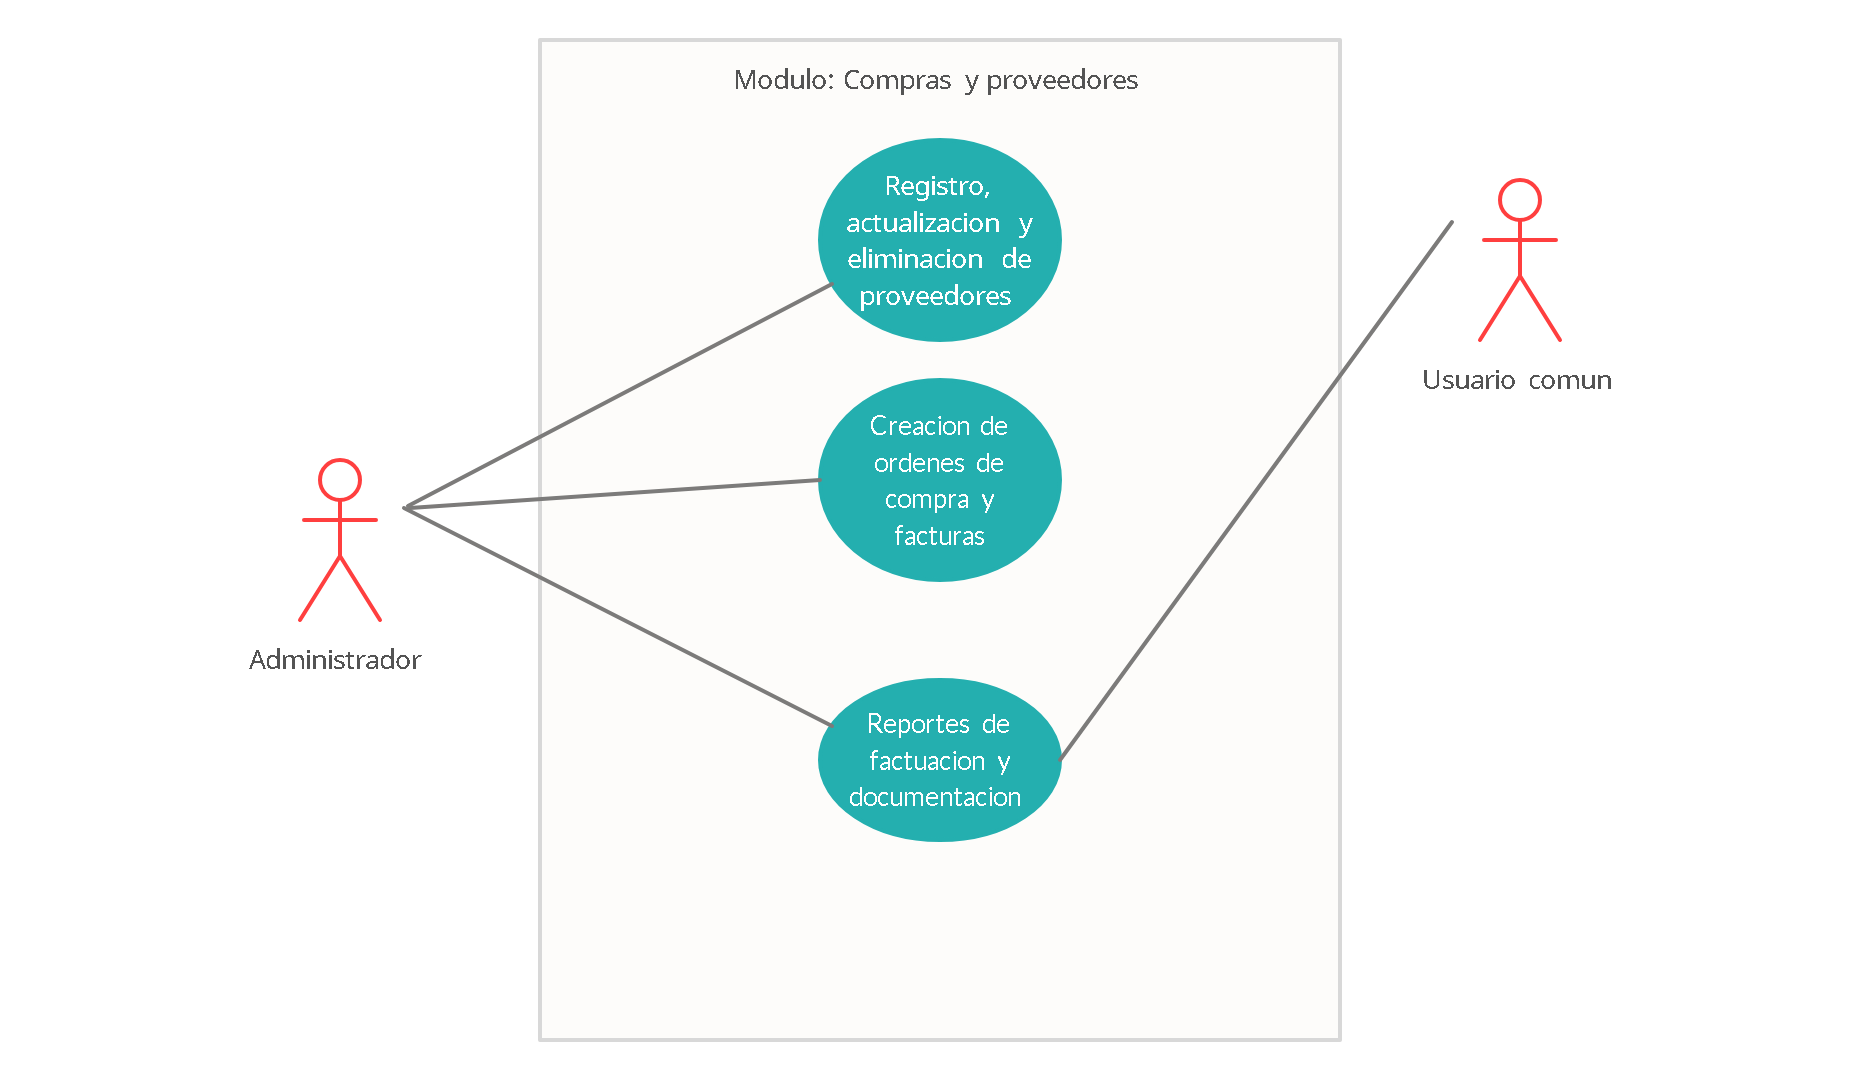 Modulo: Compras y proveedores
Registro,
actualizacion y
eliminacion de
proveedores
Usuario comun
Creacion de
ordenes de
compra y
facturas
Administrador
Reportes de
factuacion y
documentacion